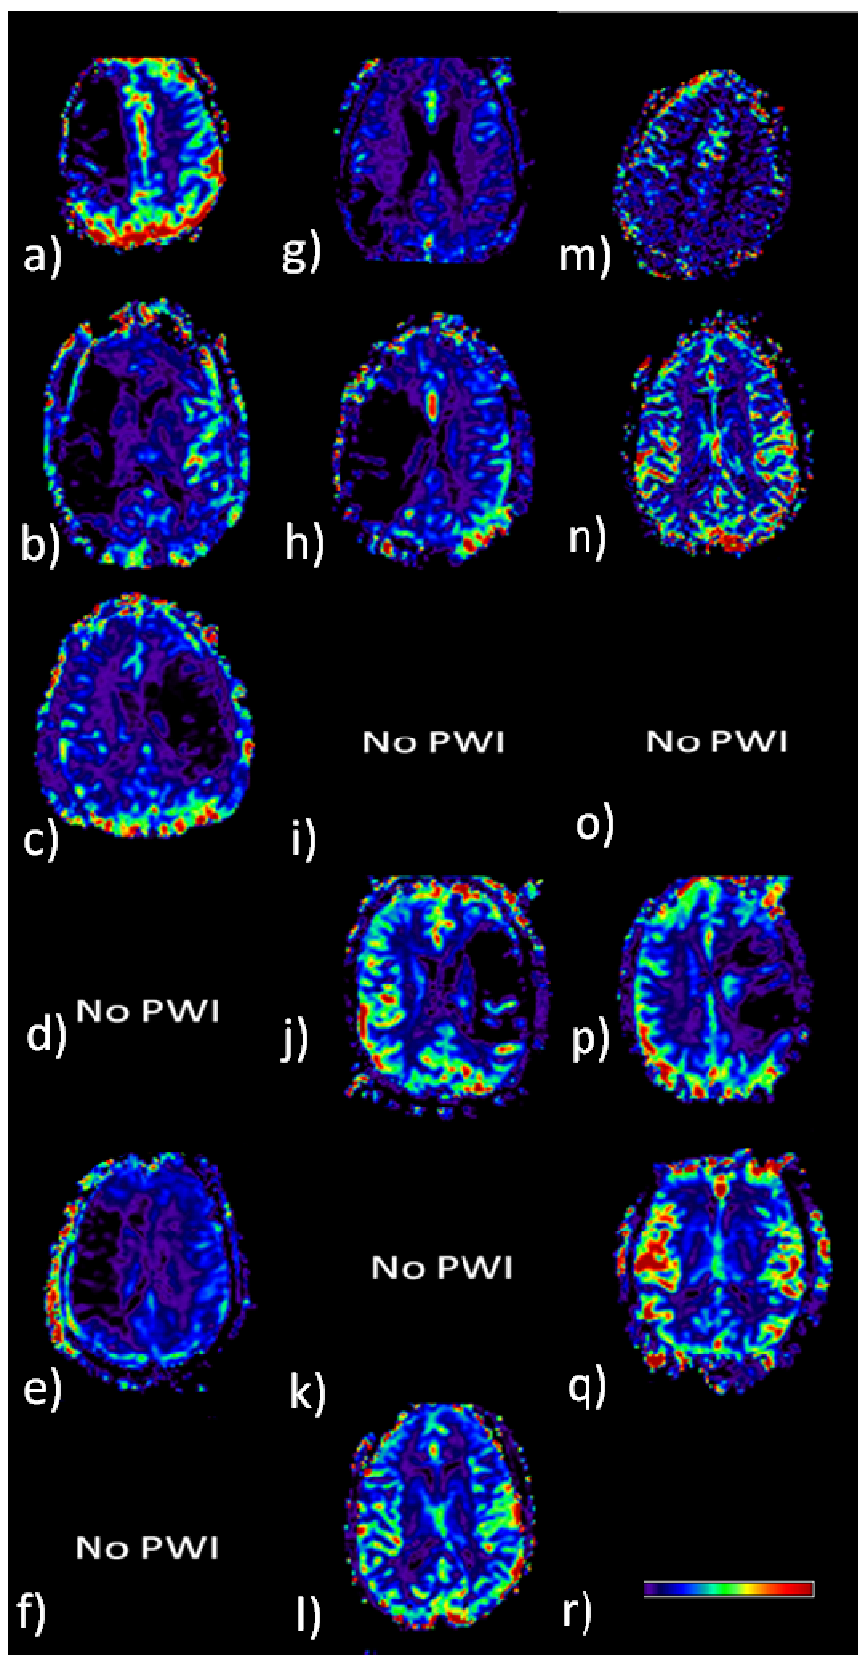 a)
g)
m)
b)
h)
n)
No PWI
No PWI
c)
i)
o)
d) No PWI
j)
p)
No PWI
e)
k)
q)
No PWI
f)
l)
r)